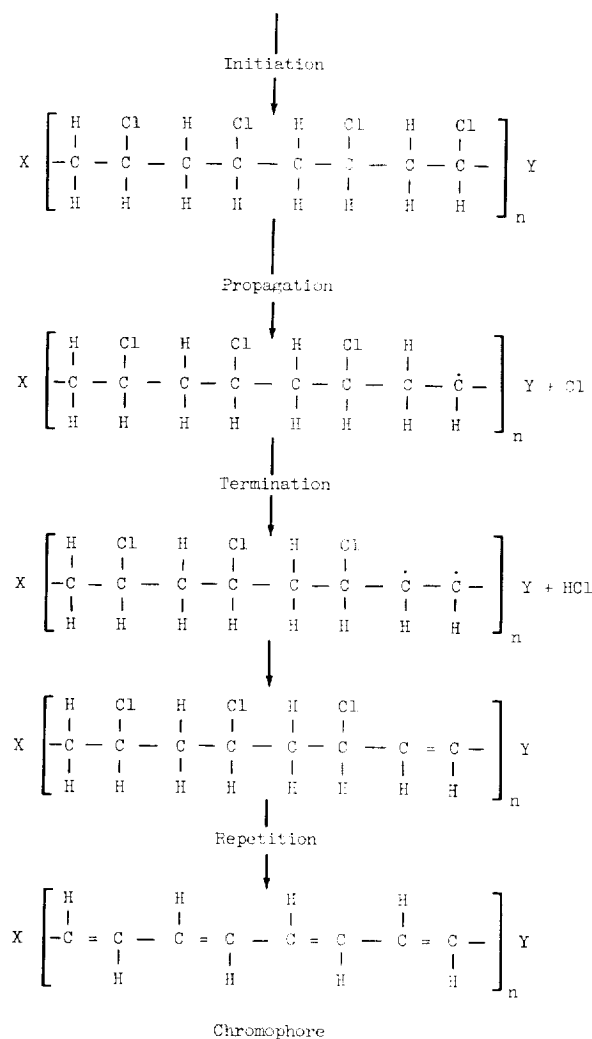 Initiation
H Cl H Cl H Cl H Cl
X -C — C — C — C — C — C — C — C- Y
H H H H H H H H
n
Propagation
H Cl H Cl H Cl H
X -C — C — C — C — C — C — C — Ċ- Y + Cl
H H H H H H H H
n
Termination
H Cl H Cl H Cl
X -C — C — C — C — C — C — Ċ — Ċ- Y + HCl
H H H H H H H H
n
H Cl H Cl H Cl
X -C — C — C — C — C — C — C = C- Y
H H H H H H H H
n
Repetition
H H H H
X -C = C — C = C — C = C — C = C- Y
H H H H
n
Chromophore